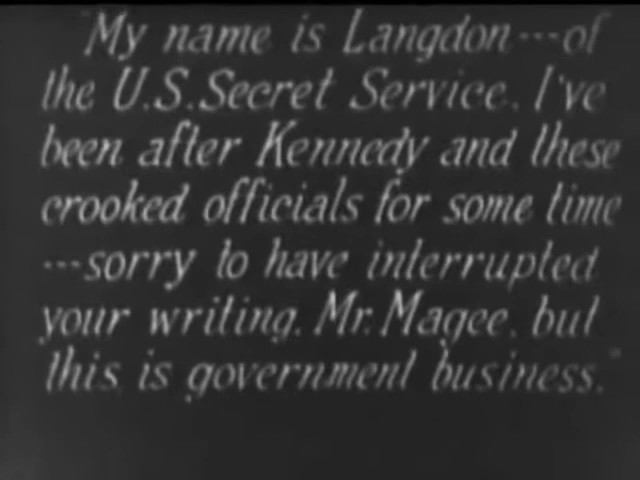 "My name is Langdon---of
the U.S. Secret Service. I've
been after Kennedy and these
crooked officials for some time
---sorry to have interrupted
your writing, Mr. Magee, but
this is government business."